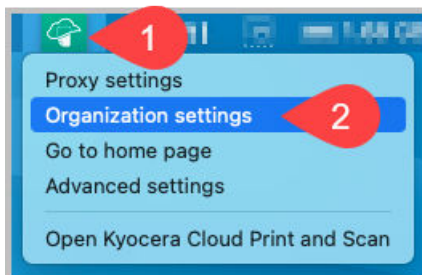 1
Proxy settings
Organization settings
2
Go to home page
Advanced settings
Open Kyocera Cloud Print and Scan